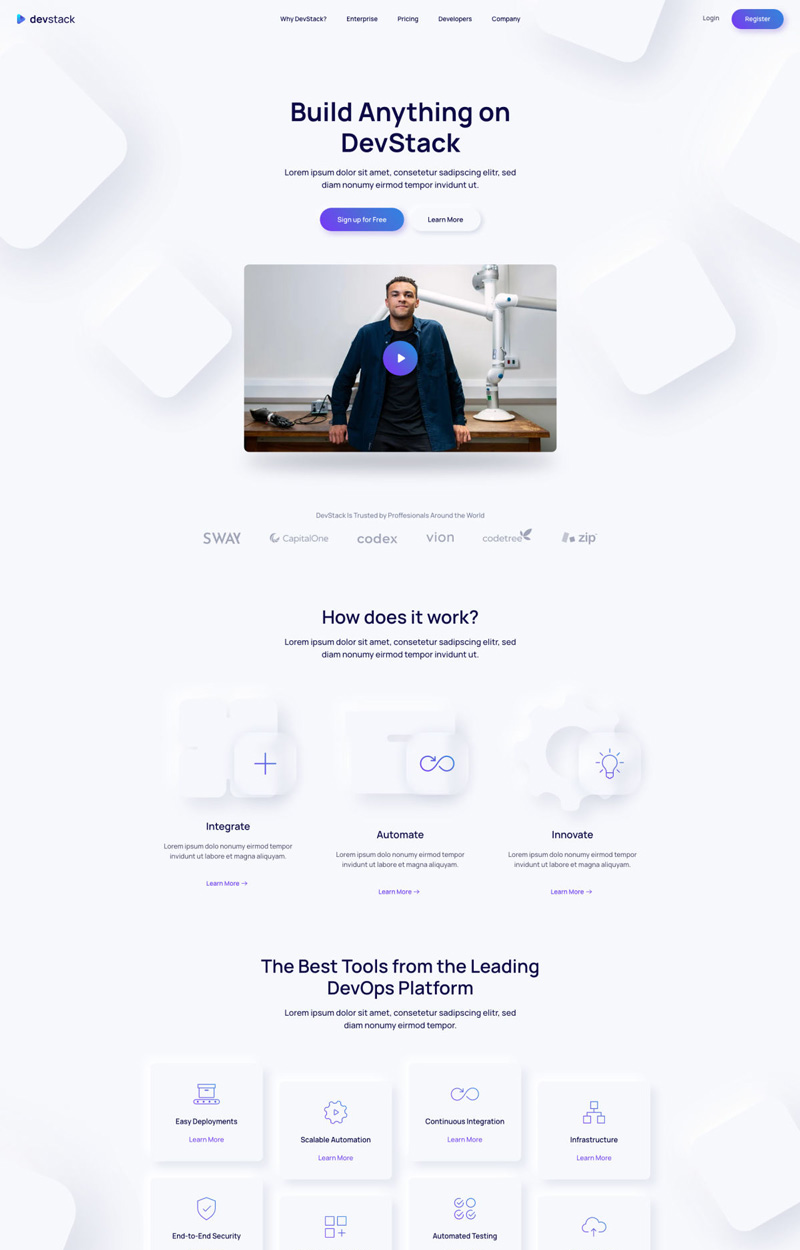 devstack
Why DevStack?
Enterprise
Pricing
Developers
Company
Login
Register
Build Anything on
DevStack
Lorem ipsum dolor sit amet, consetetur sadipscing elitr, sed
diam nonumy eirmod tempor invidunt ut.
Sign up for Free
Learn More
DevStack Is Trusted by Proffesionals Around the World
SWAY
CapitalOne
codex
vion
codetree
zip
How does it work?
Lorem ipsum dolor sit amet, consetetur sadipscing elitr, sed
diam nonumy eirmod tempor invidunt ut.
Integrate
Lorem ipsum dolo nonumy eirmod tempor
invidunt ut labore et magna aliquyam.
Learn More →
Automate
Lorem ipsum dolo nonumy eirmod tempor
invidunt ut labore et magna aliquyam.
Learn More →
Innovate
Lorem ipsum dolo nonumy eirmod tempor
invidunt ut labore et magna aliquyam.
Learn More →
The Best Tools from the Leading
DevOps Platform
Lorem ipsum dolor sit amet, consetetur sadipscing elitr, sed
diam nonumy eirmod tempor.
Easy Deployments
Learn More
Scalable Automation
Learn More
Continuous Integration
Learn More
Infrastructure
Learn More
End-to-End Security
Automated Testing